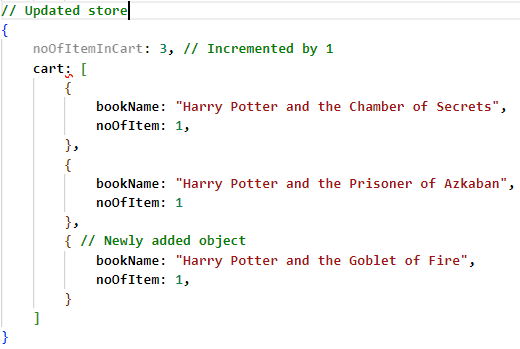 // Updated store
{
    noOfItemInCart: 3, // Incremented by 1
    cart: [
        {
            bookName: "Harry Potter and the Chamber of Secrets",
            noOfItem: 1,
        },
        {
            bookName: "Harry Potter and the Prisoner of Azkaban",
            noOfItem: 1
        },
        { // Newly added object
            bookName: "Harry Potter and the Goblet of Fire",
            noOfItem: 1,
        }
    ]
}